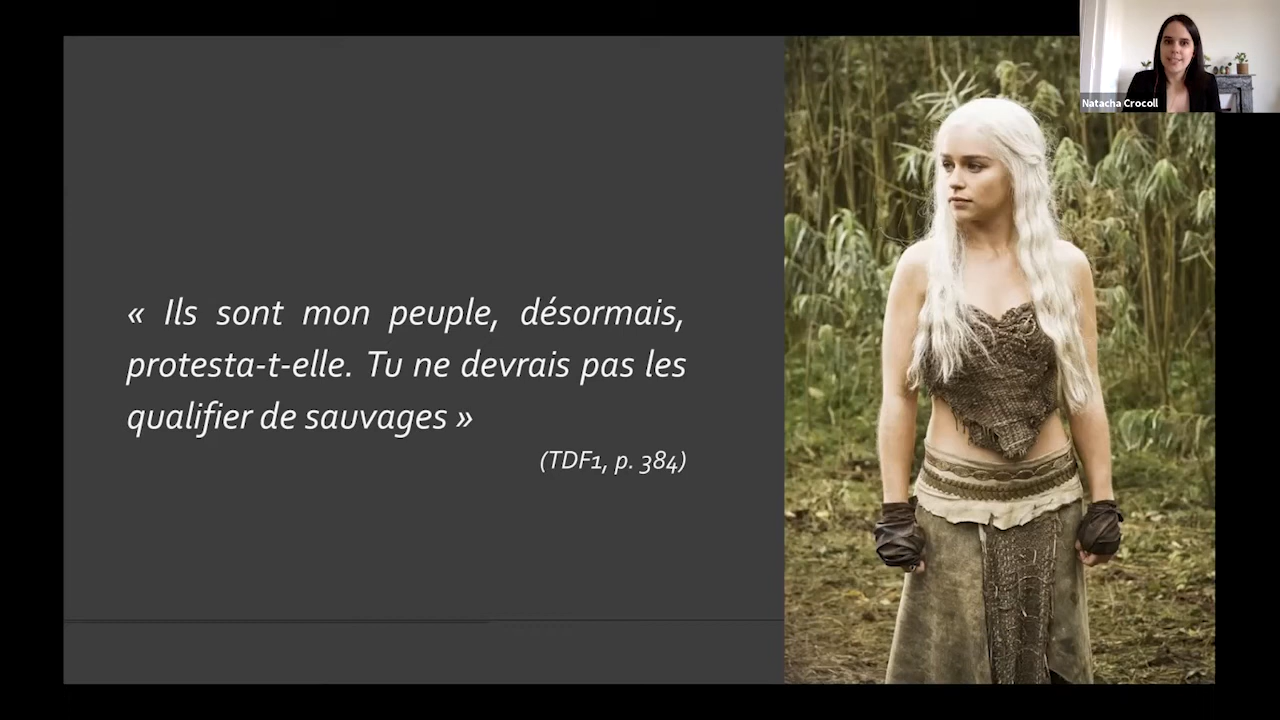 Natacha Crocoll
« Ils sont mon peuple, désormais,
protesta-t-elle. Tu ne devrais pas les
qualifier de sauvages »
(TDF1, p. 384)